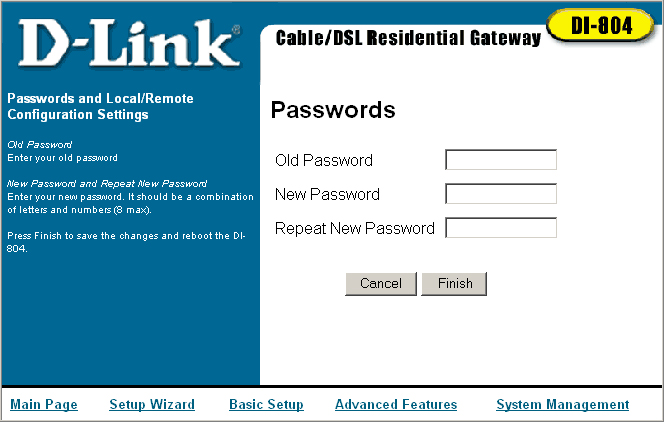 D-Link®
Cable/DSL Residential Gateway
DI-804
Passwords and Local/Remote
Configuration Settings
Old Password
Enter your old password
New Password and Repeat New Password
Enter your new password. It should be a combination
of letters and numbers (8 max).
Press Finish to save the changes and reboot the DI-
804.
Passwords
Old Password
New Password
Repeat New Password
Cancel Finish
Main Page Setup Wizard Basic Setup Advanced Features System Management